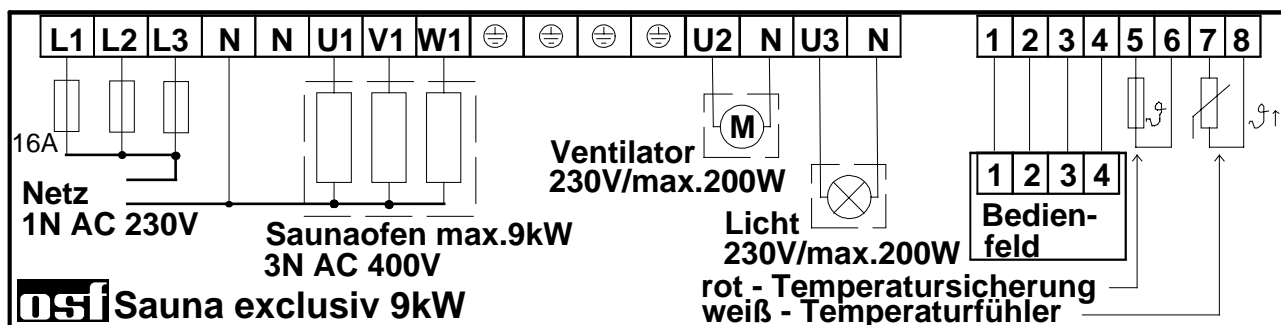 L1 L2 L3 N N U1 V1 W1 U2 N U3 N 1 2 3 4 5 6 7 8
16A
Netz
1N AC 230V
Saunaofen max.9kW
3N AC 400V
M
Ventilator
230V/max.200W
Licht
230V/max.200W
ϑ
ϑ↑
1 2 3 4
Bedien-
feld
rot - Temperatursicherung
weiß - Temperaturfühler
osf Sauna exclusiv 9kW